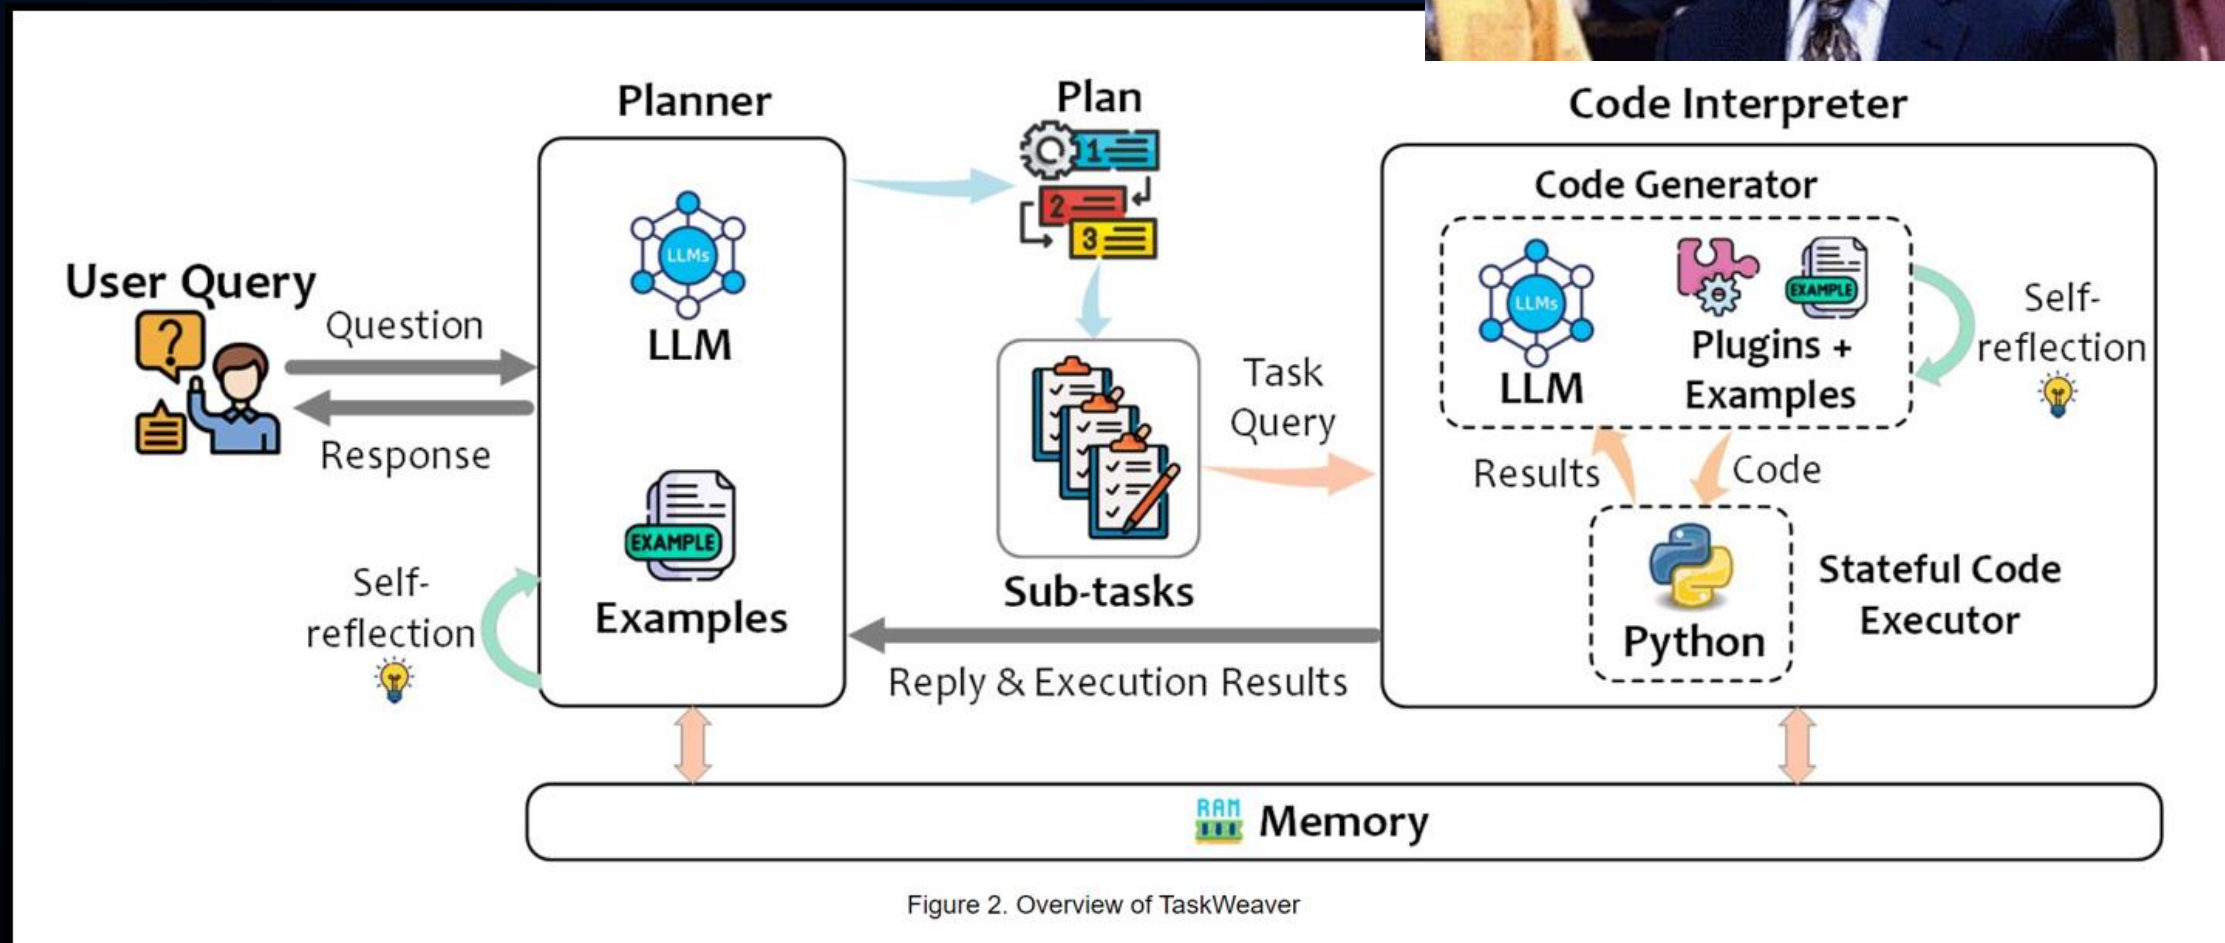 Planner
Plan
Code Interpreter
1
2
3
Code Generator
User Query
?
Question
Response
LLMs
LLM
EXAMPLE
Examples
Self-
reflection
Sub-tasks
Task
Query
Reply & Execution Results
LLMs
LLM
EXAMPLE
Plugins +
Examples
Self-
reflection
Results
Code
Python
Stateful Code
Executor
RAM
Memory
Figure 2. Overview of TaskWeaver